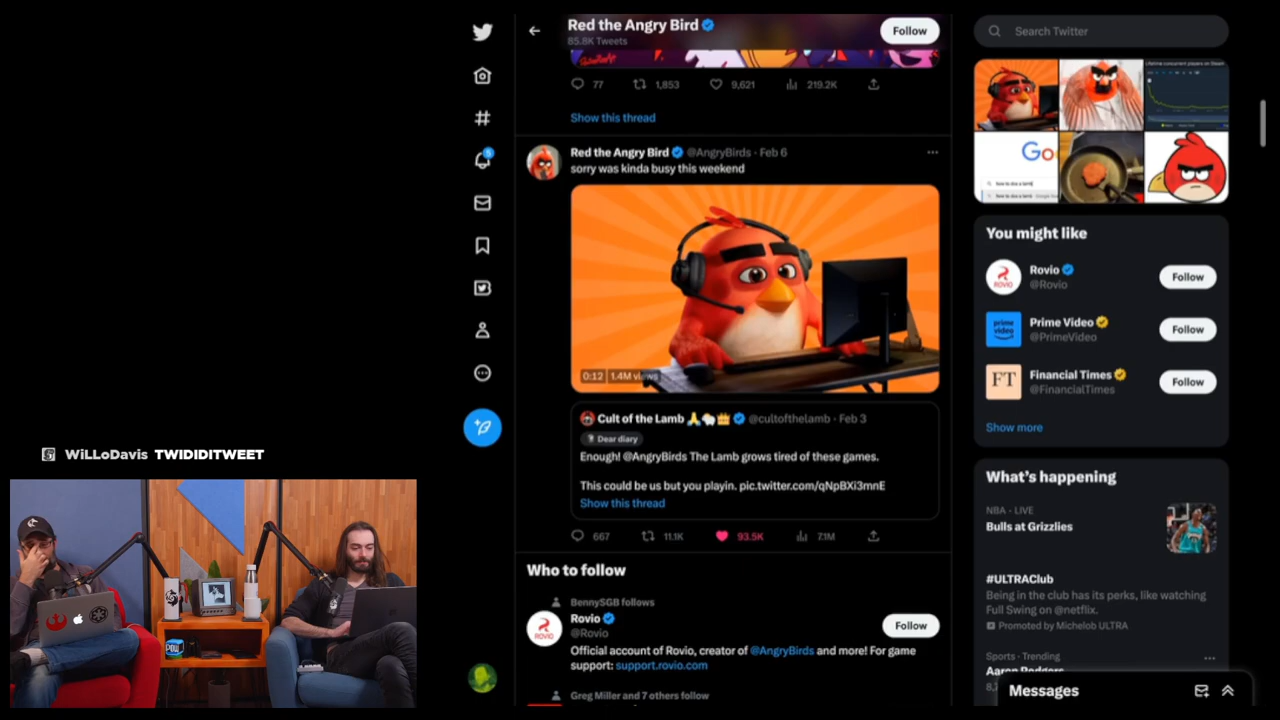 Red the Angry Bird
85.8K Tweets
Follow
77 1,853 9,621 219.2K
Show this thread
Red the Angry Bird @AngryBirds · Feb 6
sorry was kinda busy this weekend
0:12 1.4M views
Cult of the Lamb @cultofthelamb · Feb 3
Dear diary
Enough! @AngryBirds The Lamb grows tired of these games.
This could be us but you playin. pic.twitter.com/qNpBXi3mnE
Show this thread
667 11.1K 93.5K 7.1M
Who to follow
BennySGB follows
Rovio
@Rovio
Follow
Official account of Rovio, creator of @AngryBirds and more! For game
support: support.rovio.com
Greg Miller and 7 others follow
Search Twitter
You might like
Rovio
@Rovio
Follow
prime
video
Prime Video
@PrimeVideo
Follow
FT
Financial Times
@FinancialTimes
Follow
Show more
What's happening
NBA · LIVE
Bulls at Grizzlies
#ULTRAClub
Being in the club has its perks, like watching
Full Swing on @netflix.
Promoted by Michelob ULTRA
Sports · Trending
Messages
WiLLoDavis TWIDIDITWEET